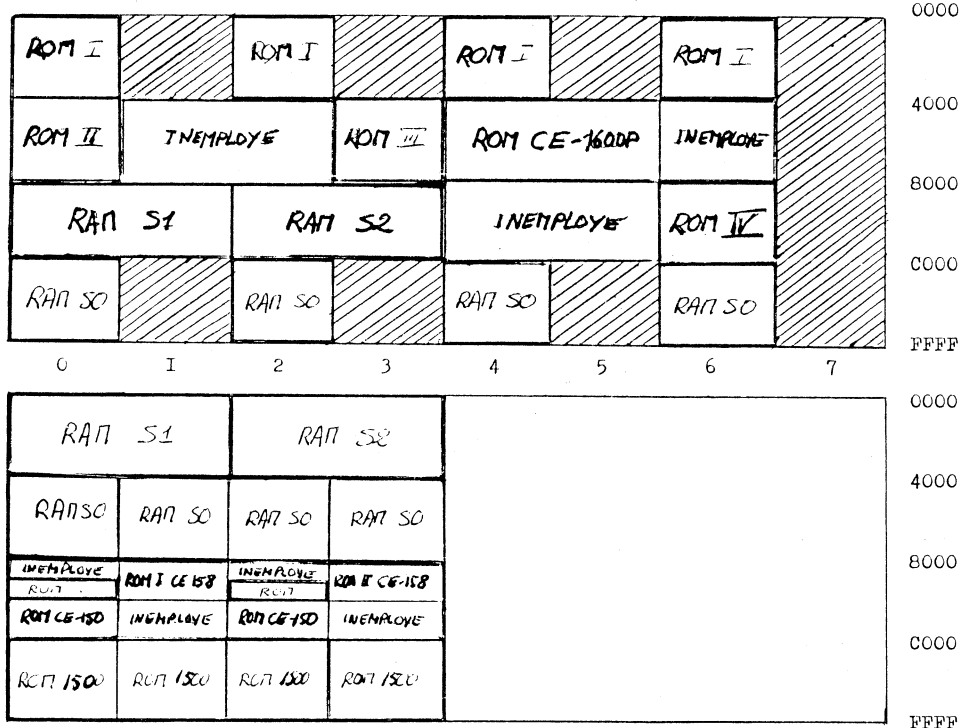 0000
ROM I ROM I ROM I ROM I
4000
ROM II INEMPLOYE ROM III ROM CE-1600P INEMPLOYE
8000
RAM S1 RAM S2 INEMPLOYE ROM IV
C000
RAM S0 RAM S0 RAM S0 RAM S0
FFFF
0 I 2 3 4 5 6 7
0000
RAM S1 RAM S2
4000
RAM S0 RAM S0 RAM S0 RAM S0
8000
INEMPLOYE ROM I CE 158 INEMPLOYE ROM II CE-158
ROM ROM
ROM CE-150 INEMPLOYE ROM CE-150 INEMPLOYE
C000
ROM 1500 ROM 1500 ROM 1500 ROM 1500
FFFF